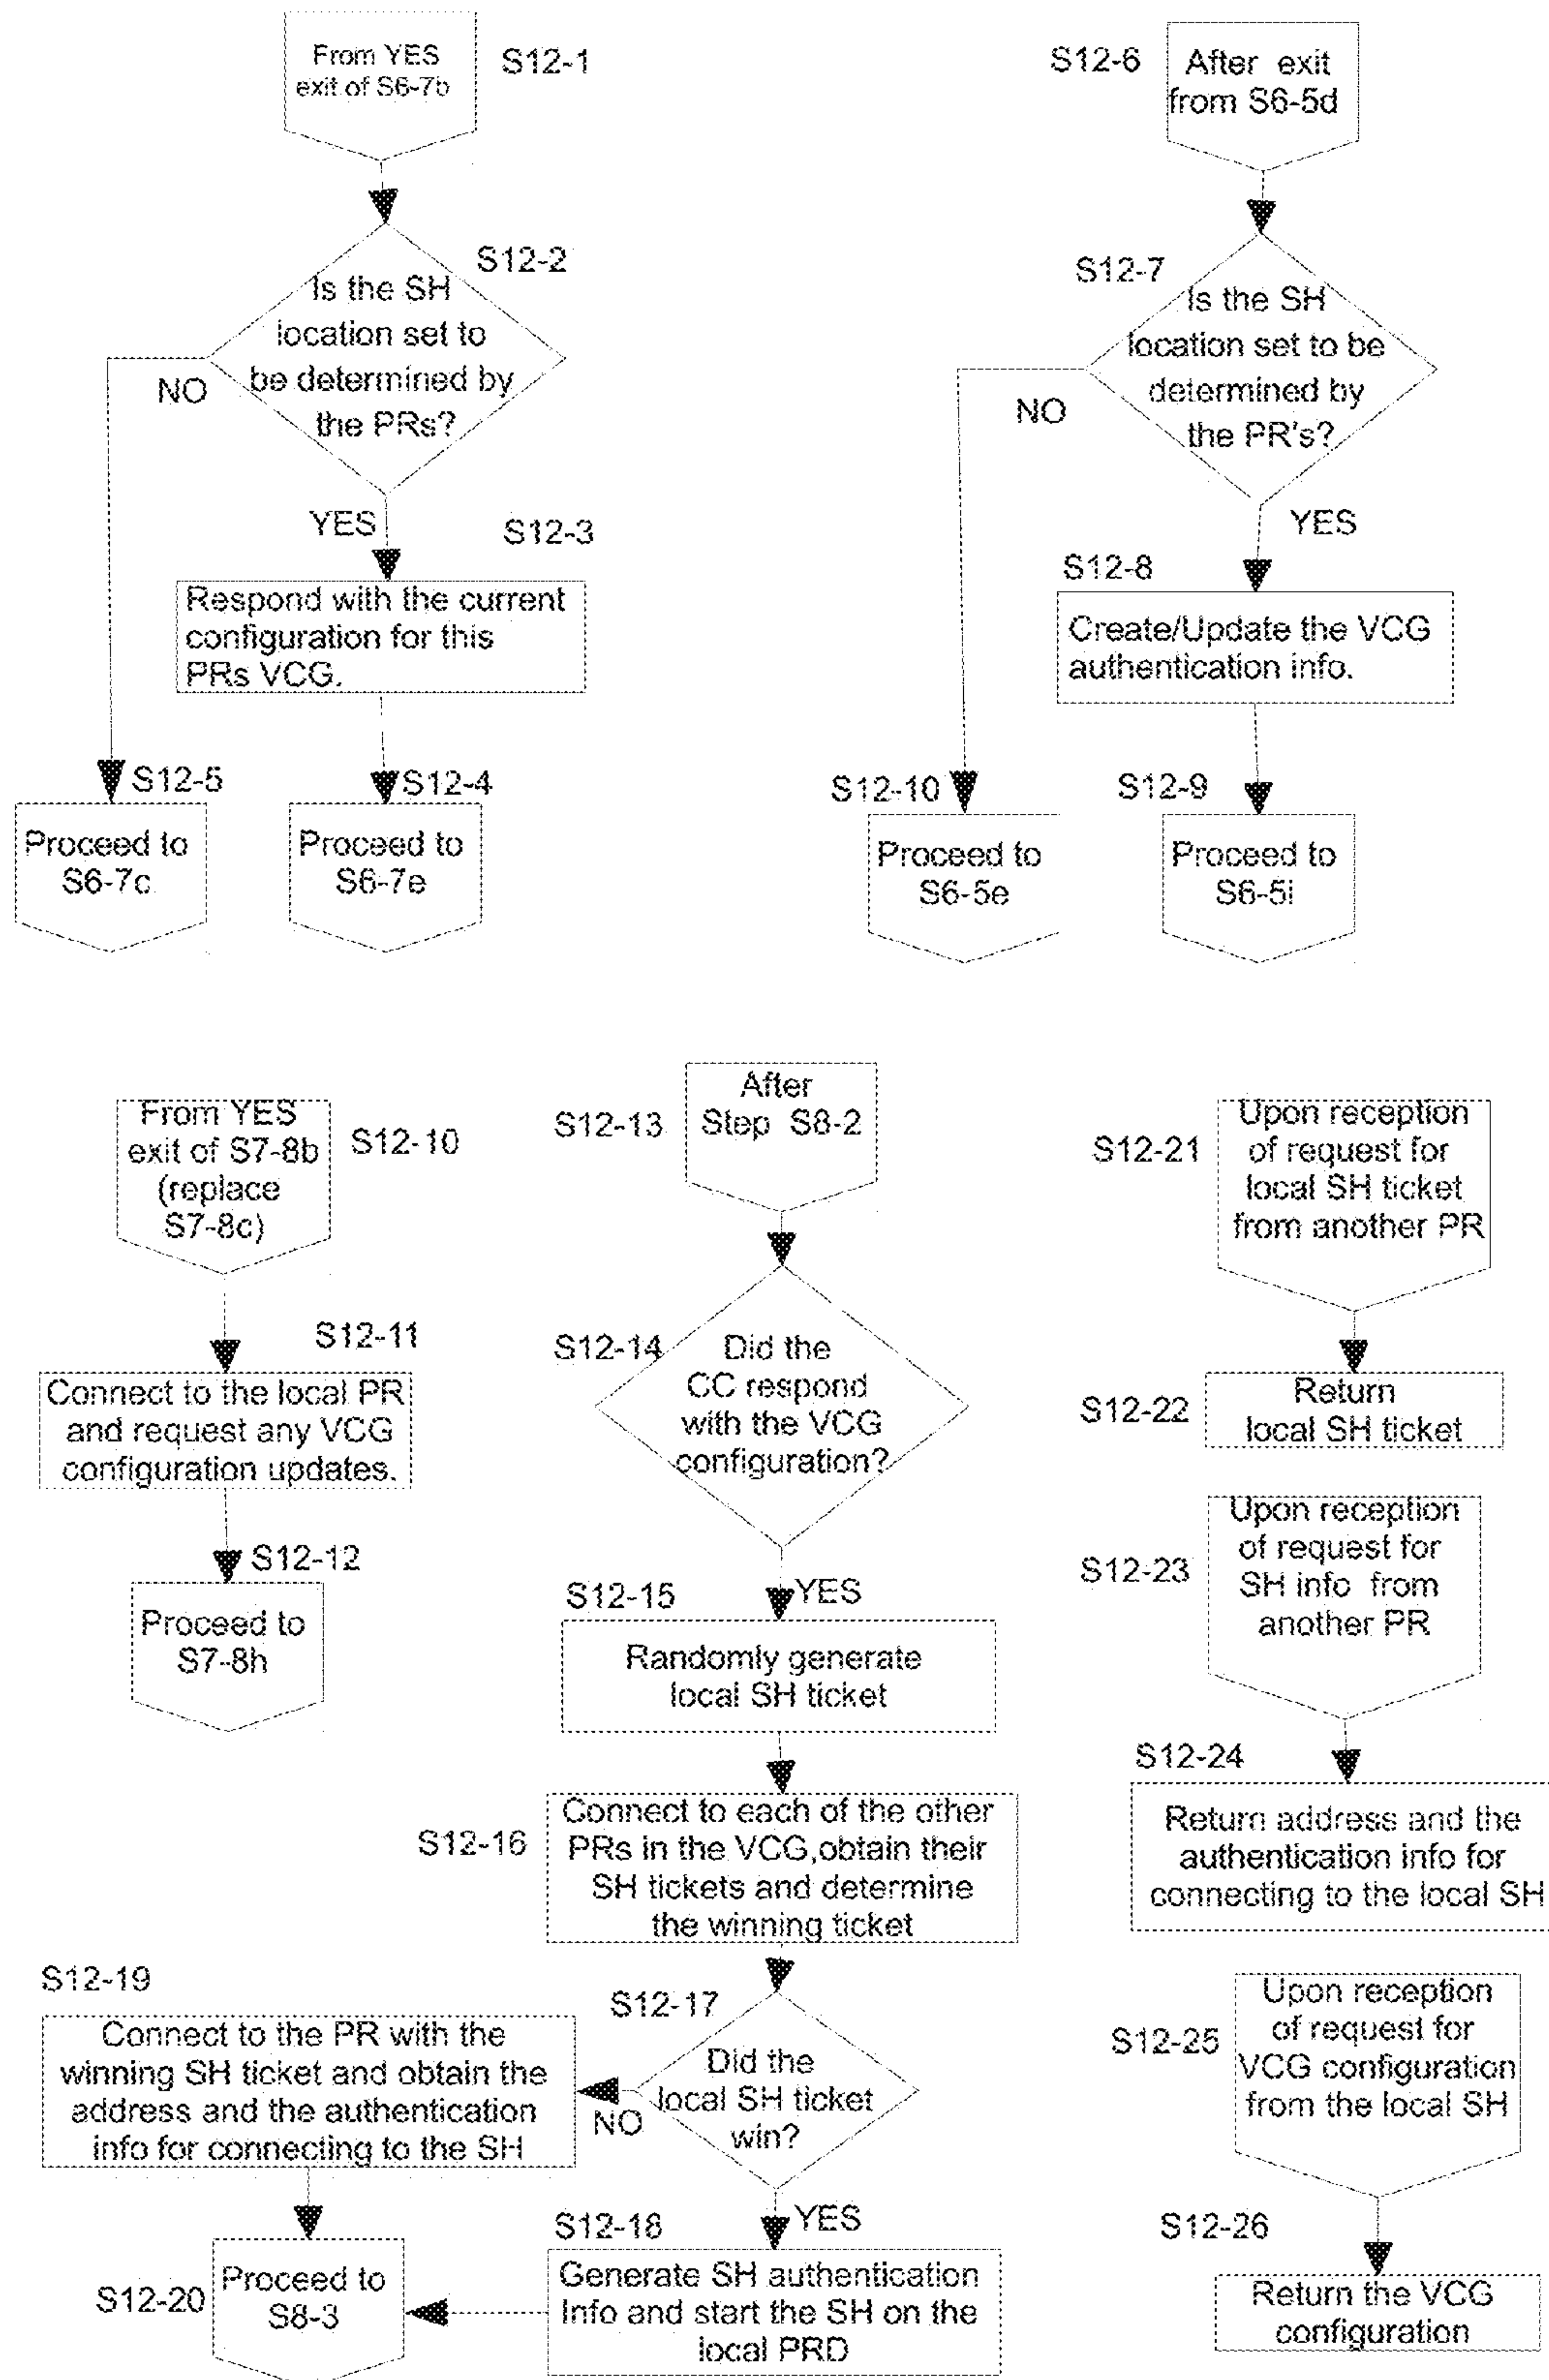 From YES
exit of S6-7b
S12-1
S12-2
Is the SH
location set to
be determined by
the PRs?
NO
YES
S12-3
Respond with the current
configuration for this
PRs VCG.
S12-5
Proceed to
S6-7c
S12-4
Proceed to
S6-7e
S12-6
After exit
from S6-5d
S12-7
Is the SH
location set to be
determined by
the PR's?
NO
YES
S12-8
Create/Update the VCG
authentication info.
S12-10
Proceed to
S6-5e
S12-9
Proceed to
S6-5i
From YES
exit of S7-8b
(replace
S7-8c)
S12-10
S12-11
Connect to the local PR
and request any VCG
configuration updates.
S12-12
Proceed to
S7-8h
S12-13
After
Step S8-2
S12-14
Did the
CC respond
with the VCG
configuration?
YES
S12-15
Randomly generate
local SH ticket
S12-16
Connect to each of the other
PRs in the VCG,obtain their
SH tickets and determine
the winning ticket
S12-17
Did the
local SH ticket
win?
NO
YES
S12-19
Connect to the PR with the
winning SH ticket and obtain the
address and the authentication
info for connecting to the SH
S12-18
Generate SH authentication
Info and start the SH on the
local PRD
S12-20
Proceed to
S8-3
S12-21
Upon reception
of request for
local SH ticket
from another PR
S12-22
Return
local SH ticket
S12-23
Upon reception
of request for
SH info from
another PR
S12-24
Return address and the
authentication info for
connecting to the local SH
S12-25
Upon reception
of request for
VCG configuration
from the local SH
S12-26
Return the VCG
configuration